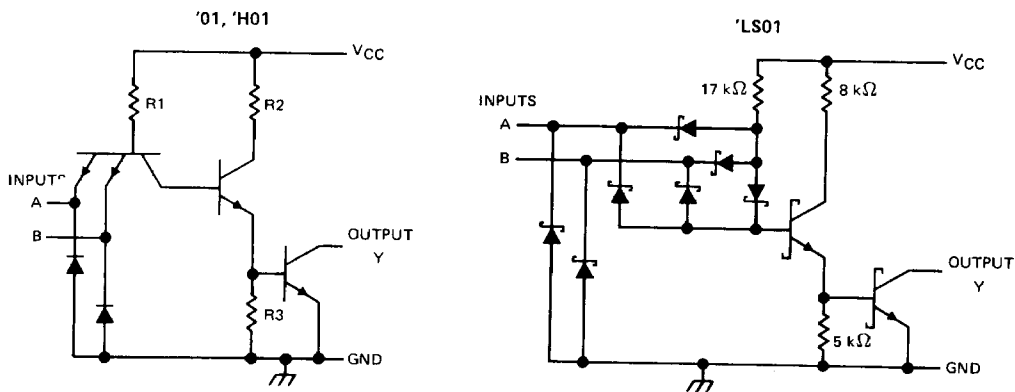 '01, 'H01
VCC
R1
R2
INPUTS
A
B
OUTPUT
Y
R3
GND
'LS01
VCC
17 kΩ
8 kΩ
INPUTS
A
B
OUTPUT
Y
5 kΩ
GND